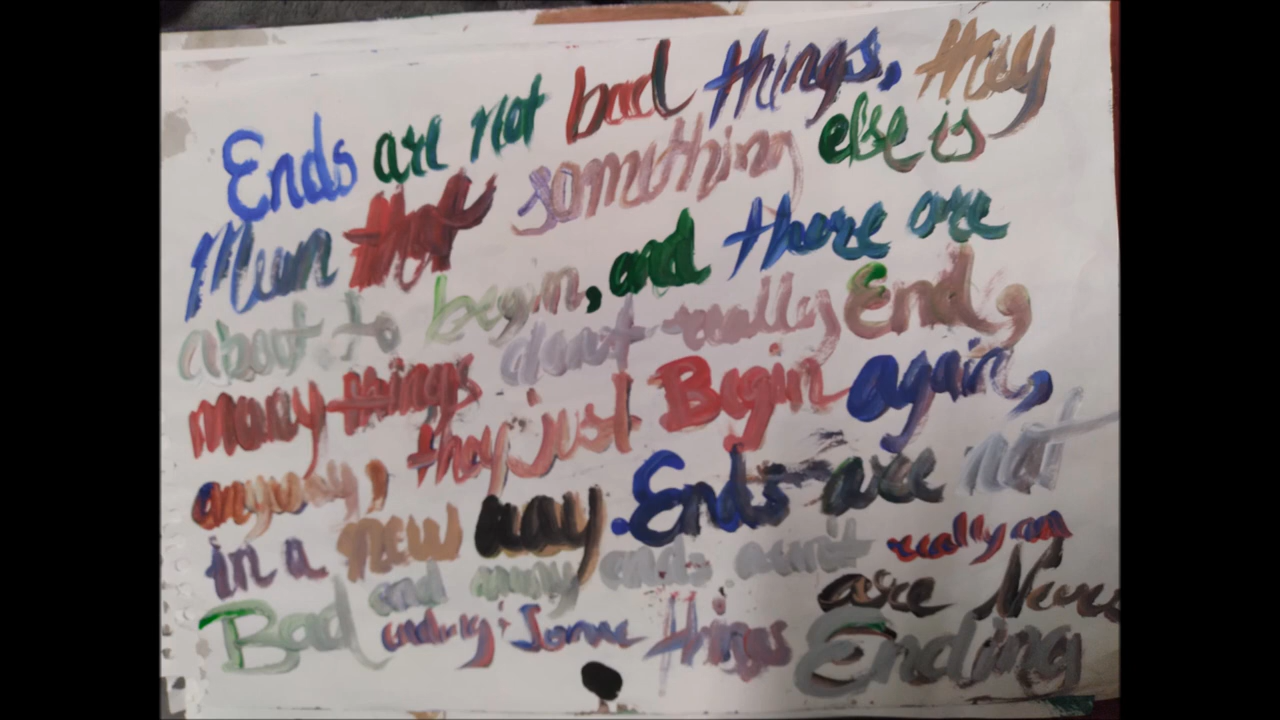 Ends are not bad things, they
Mean that something else is
about to begin, and there are
many things don't really End,
anyway, they just Begin again,
in a new way. Ends are not
Bad and many ends aren't really an
ending; Some things are Never
Ending